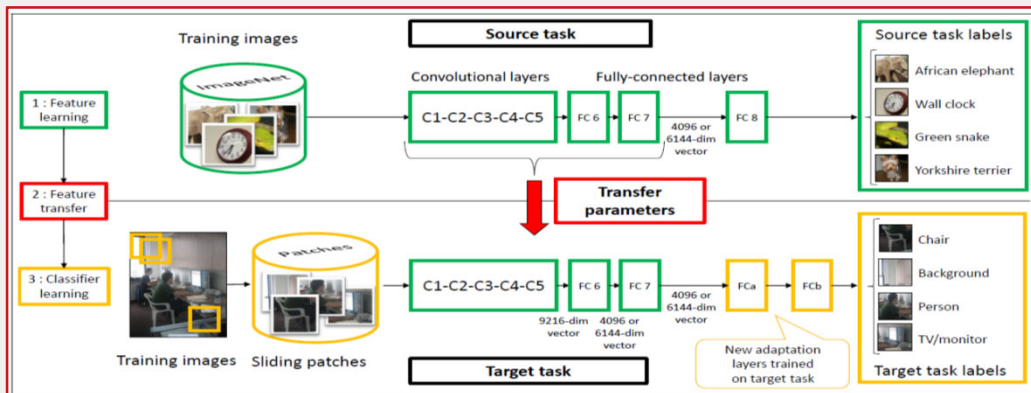 Source task
Training images
Source task labels
Convolutional layers
Fully-connected layers
ImageNet
1 : Feature
learning
C1-C2-C3-C4-C5
FC 6
FC 7
4096 or
6144-dim
vector
FC 8
African elephant
Wall clock
Green snake
Yorkshire terrier
2 : Feature
transfer
Transfer
parameters
3 : Classifier
learning
Training images
Patches
Sliding patches
C1-C2-C3-C4-C5
9216-dim
vector
FC 6
4096 or
6144-dim
vector
FC 7
4096 or
6144-dim
vector
FCa
FCb
New adaptation
layers trained
on target task
Chair
Background
Person
TV/monitor
Target task labels
Target task